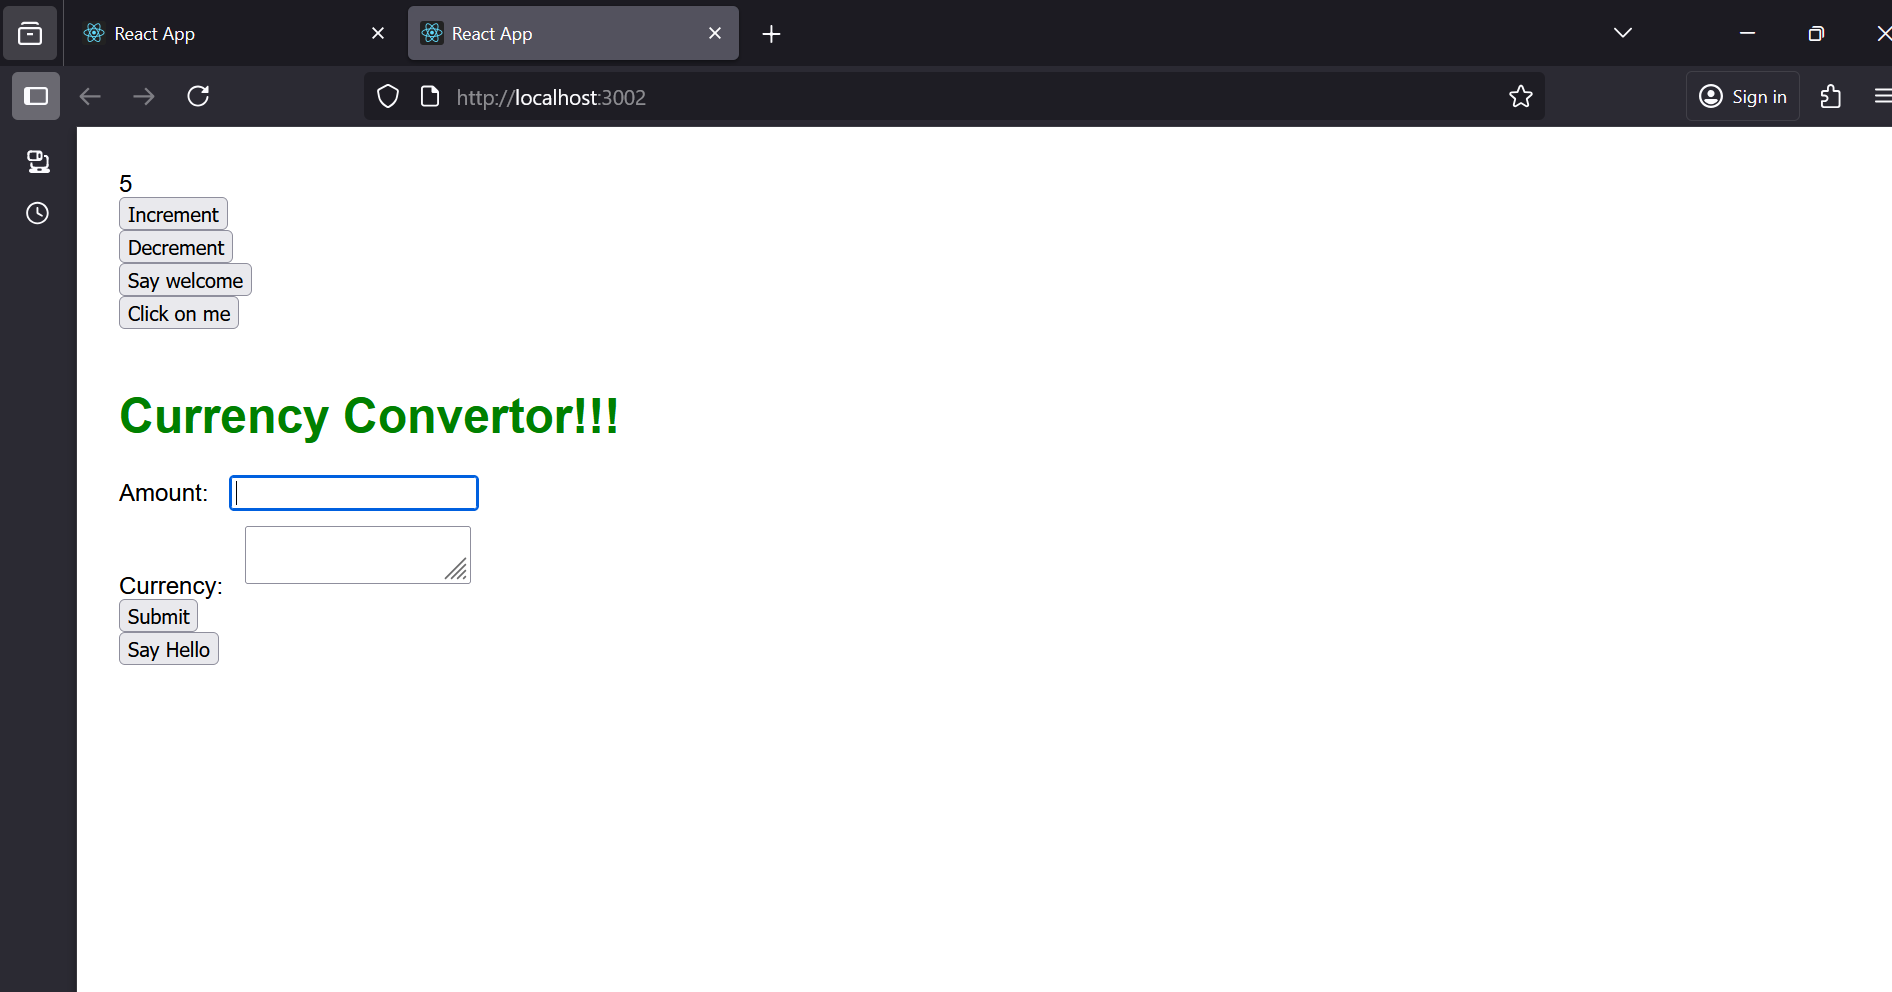 React App
React App
http://localhost:3002
Sign in
5
Increment
Decrement
Say welcome
Click on me
Currency Convertor!!!
Amount:
Currency:
Submit
Say Hello